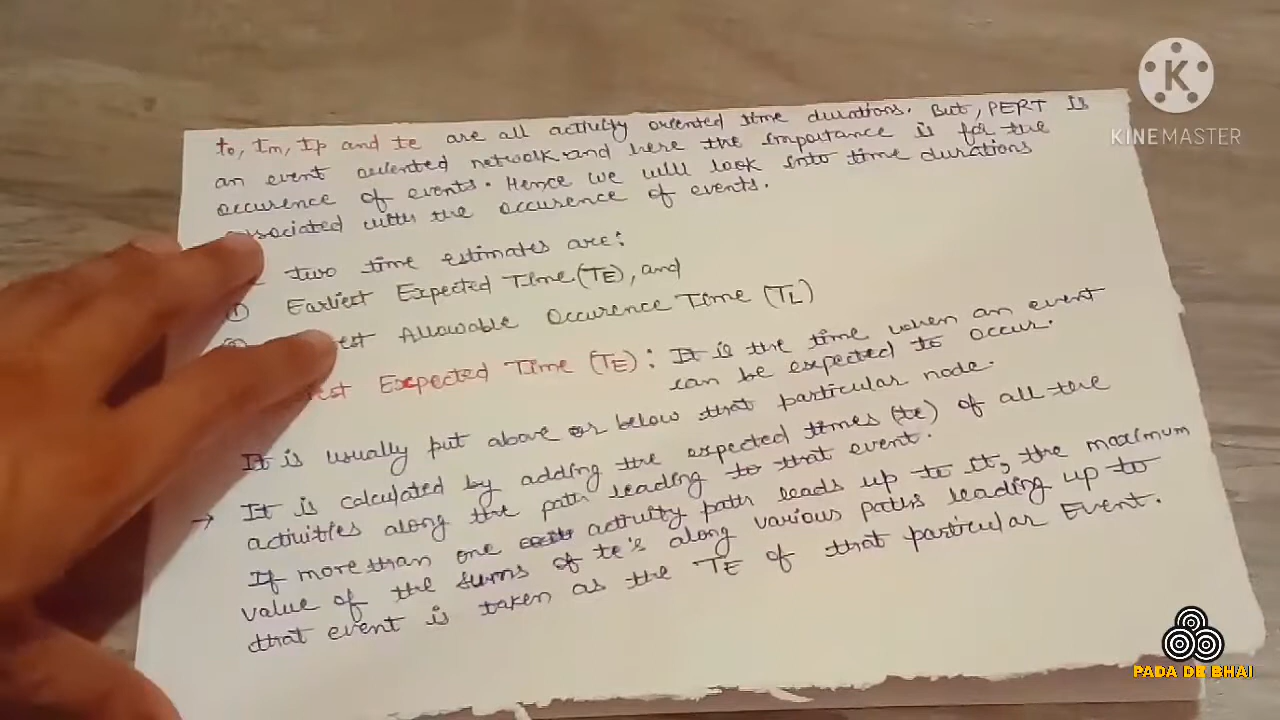 to, tm, tp and te are all activity oriented time durations. But, PERT is
an event oriented network and here the importance is for the
occurence of events. Hence we will look into time durations
associated with the occurence of events.
two time estimates are:
① Earliest Expected Time (TE), and
est Allowable Occurence Time (TL)
est Expected Time (TE): It is the time when an event
can be expected to occur.
It is usually put above or below that particular node.
→ It is calculated by adding the expected times (te) of all the
activities along the path leading to that event.
If more than one activity path leads up to it, the maximum
value of the sums of te's along various paths leading up to
that event is taken as the TE of that particular Event.
K
KINEMASTER
PADA DE BHAI